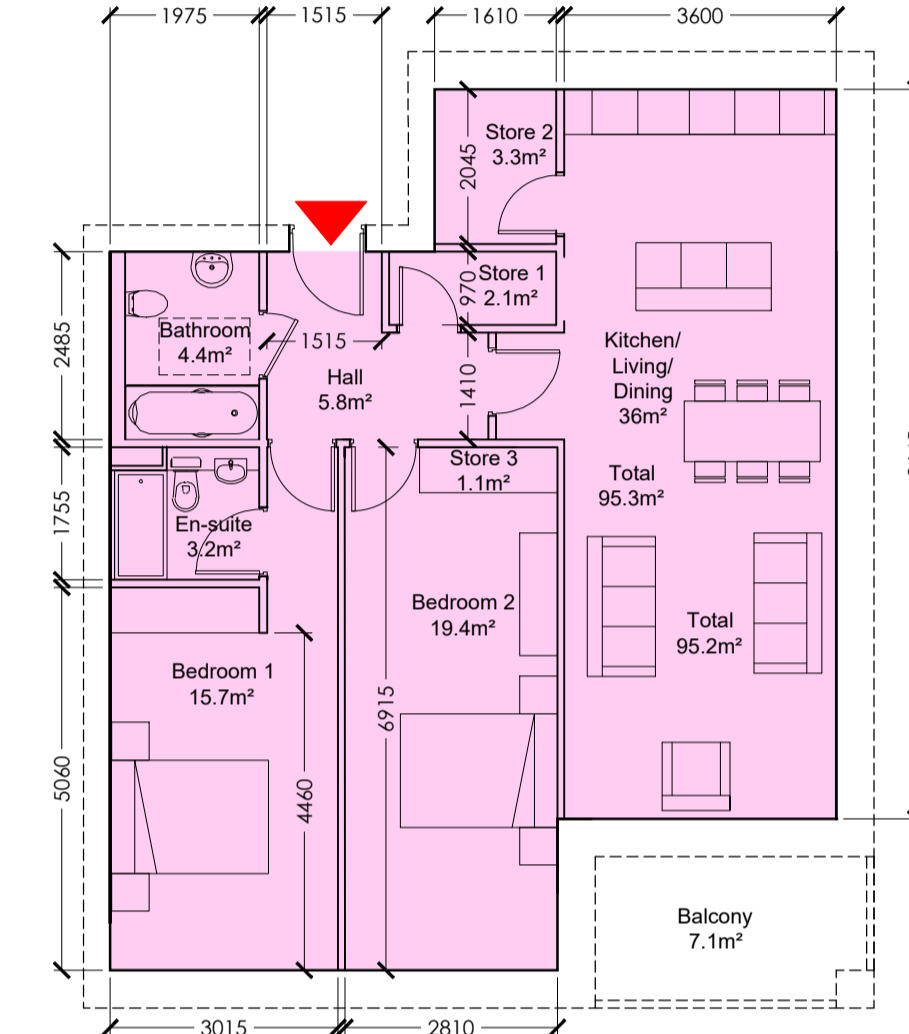 1975
1515
1610
3600
Store 2
3.3m²
2045
Store 1
2.1m²
970
Bathroom
4.4m²
2485
1515
Hall
5.8m²
1410
Kitchen/
Living/
Dining
36m²
Store 3
1.1m²
Total
95.3m²
1755
En-suite
3.2m²
Bedroom 2
19.4m²
Total
95.2m²
Bedroom 1
15.7m²
6915
5060
4460
Balcony
7.1m²
3015
2810